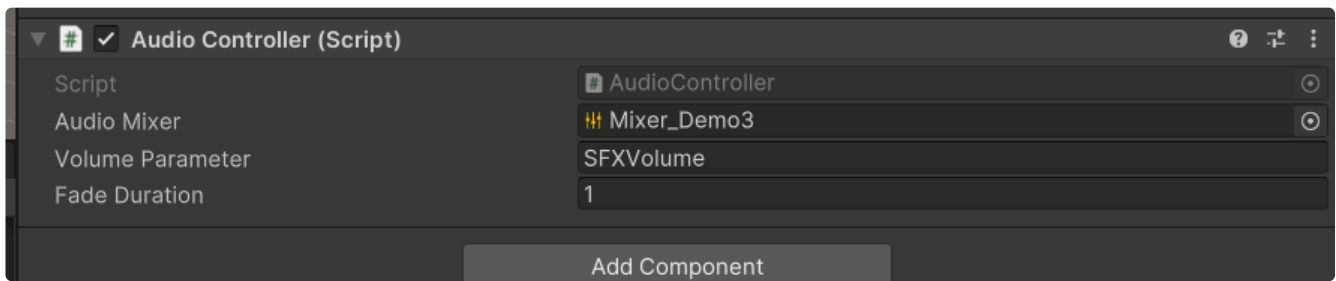 Audio Controller (Script)
Script AudioController
Audio Mixer Mixer_Demo3
Volume Parameter SFXVolume
Fade Duration 1
Add Component